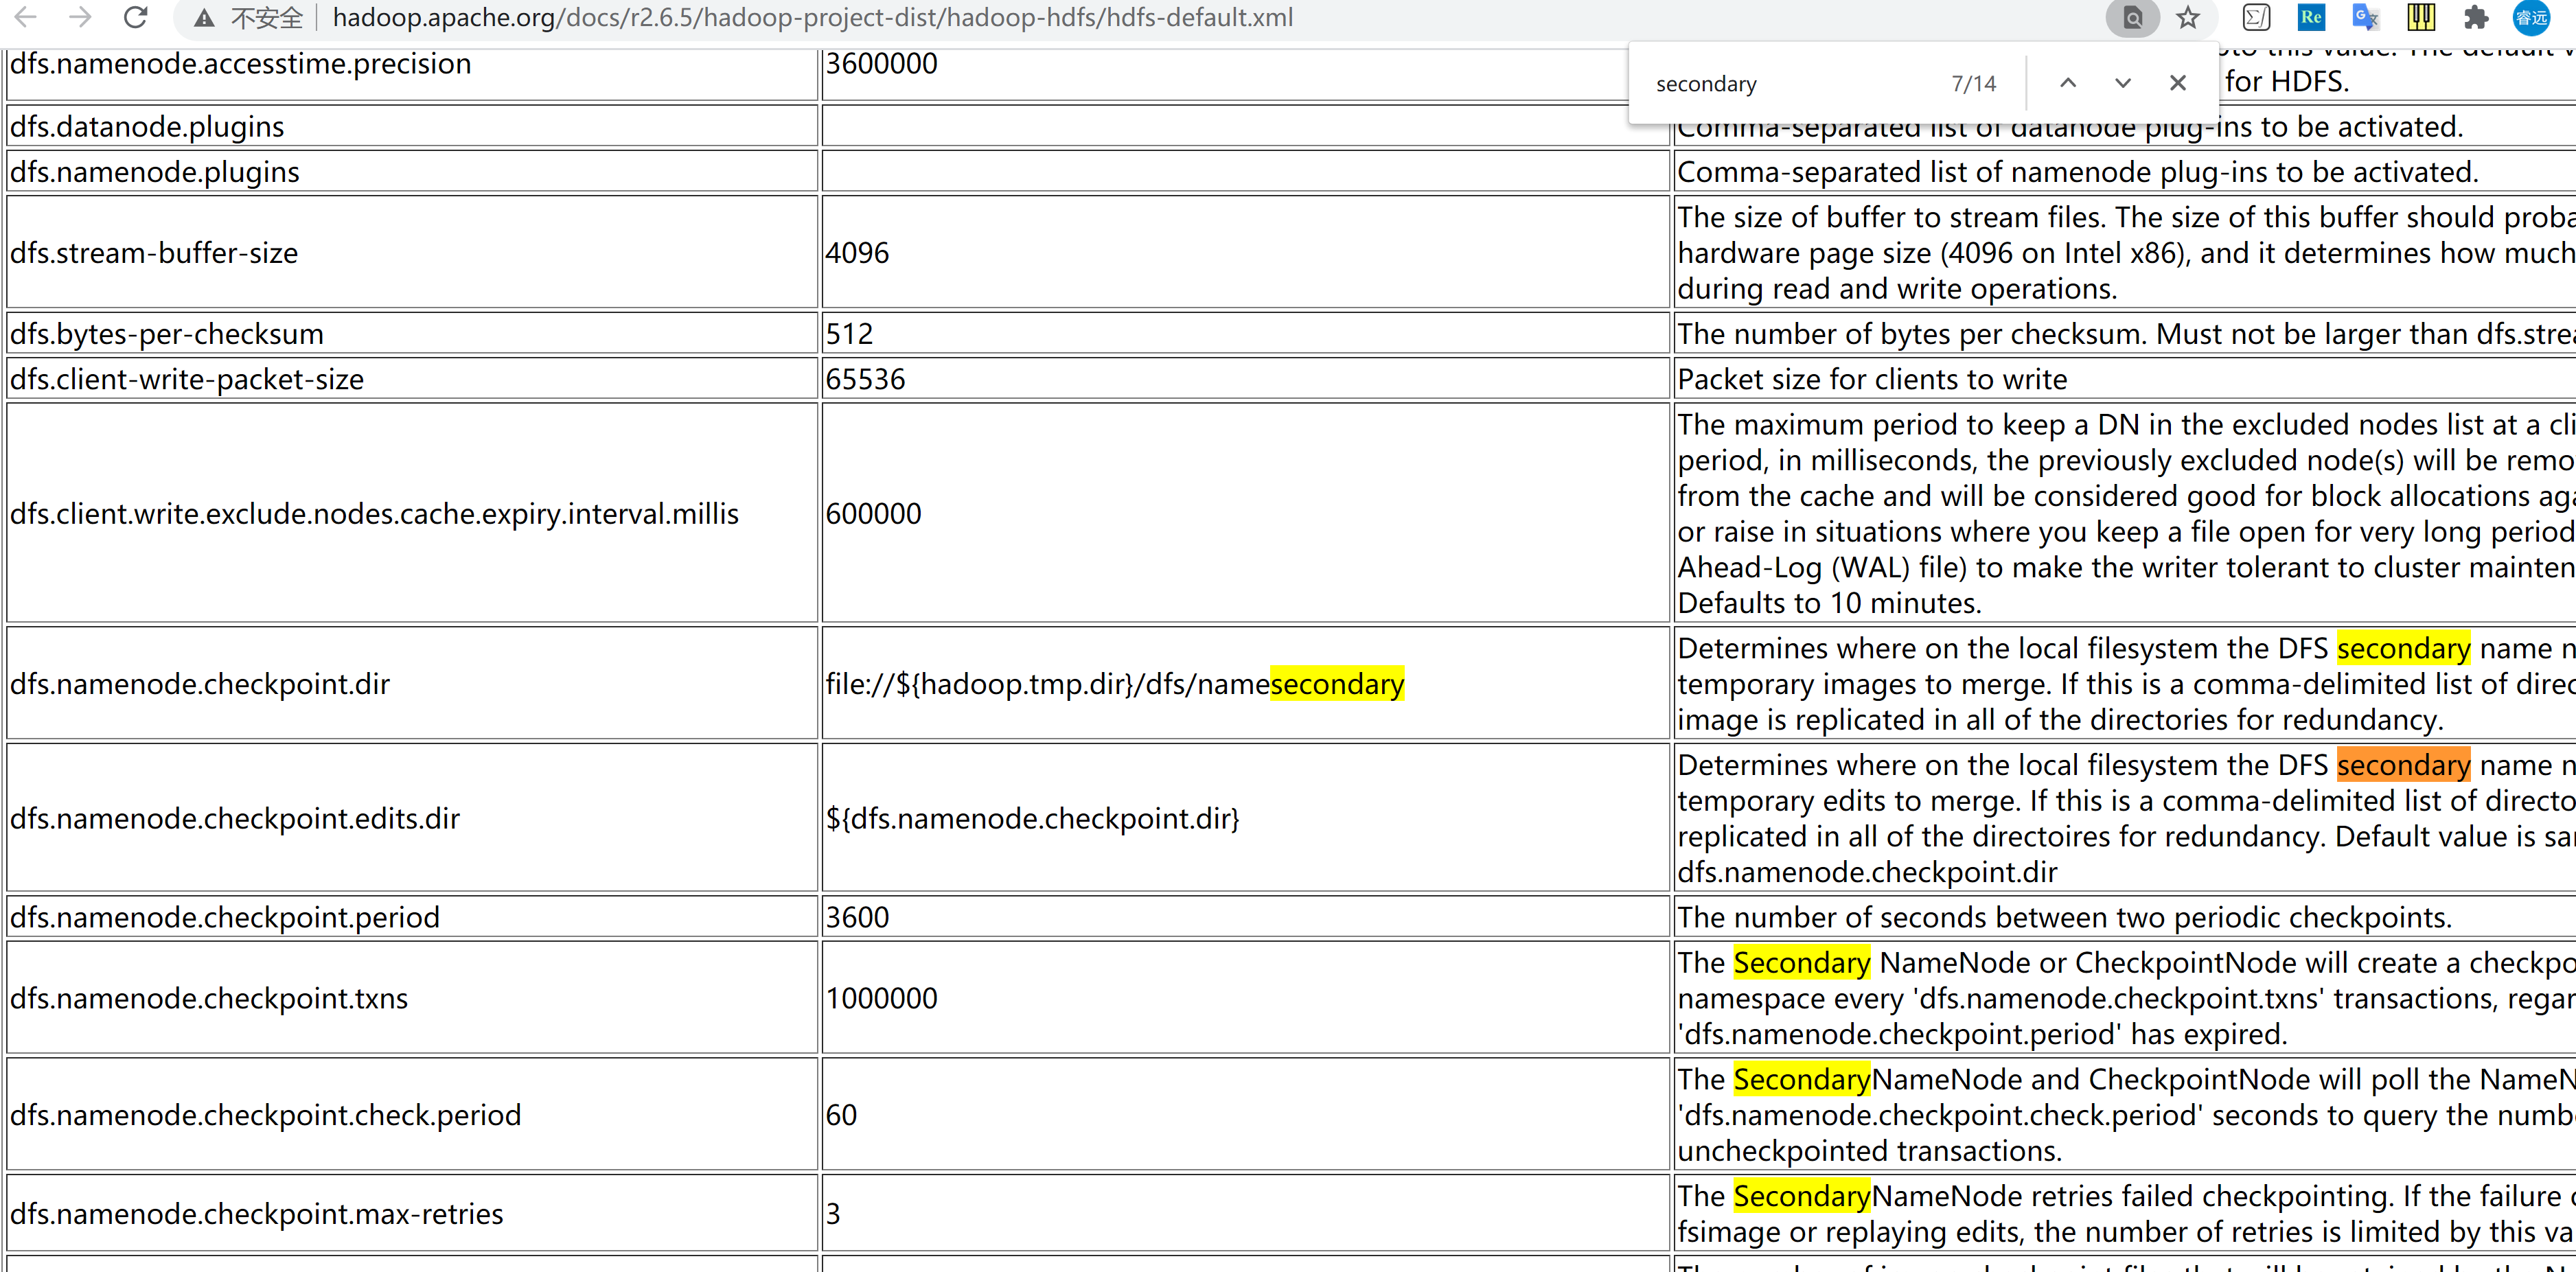 不安全 hadoop.apache.org/docs/r2.6.5/hadoop-project-dist/hadoop-hdfs/hdfs-default.xml Re 睿远
secondary 7/14
dfs.namenode.accesstime.precision 3600000 this value. The default
for HDFS.
dfs.datanode.plugins Comma-separated list of datanode plug-ins to be activated.
dfs.namenode.plugins Comma-separated list of namenode plug-ins to be activated.
The size of buffer to stream files. The size of this buffer should proba
dfs.stream-buffer-size 4096 hardware page size (4096 on Intel x86), and it determines how much
during read and write operations.
dfs.bytes-per-checksum 512 The number of bytes per checksum. Must not be larger than dfs.strea
dfs.client-write-packet-size 65536 Packet size for clients to write
The maximum period to keep a DN in the excluded nodes list at a cli
period, in milliseconds, the previously excluded node(s) will be remo
from the cache and will be considered good for block allocations aga
dfs.client.write.exclude.nodes.cache.expiry.interval.millis 600000 or raise in situations where you keep a file open for very long period
Ahead-Log (WAL) file) to make the writer tolerant to cluster mainten
Defaults to 10 minutes.
Determines where on the local filesystem the DFS secondary name n
dfs.namenode.checkpoint.dir file://${hadoop.tmp.dir}/dfs/namesecondary temporary images to merge. If this is a comma-delimited list of direc
image is replicated in all of the directories for redundancy.
Determines where on the local filesystem the DFS secondary name n
temporary edits to merge. If this is a comma-delimited list of directo
dfs.namenode.checkpoint.edits.dir ${dfs.namenode.checkpoint.dir} replicated in all of the directoires for redundancy. Default value is sa
dfs.namenode.checkpoint.dir
dfs.namenode.checkpoint.period 3600 The number of seconds between two periodic checkpoints.
The Secondary NameNode or CheckpointNode will create a checkpo
dfs.namenode.checkpoint.txns 1000000 namespace every 'dfs.namenode.checkpoint.txns' transactions, regar
'dfs.namenode.checkpoint.period' has expired.
The SecondaryNameNode and CheckpointNode will poll the NameN
dfs.namenode.checkpoint.check.period 60 'dfs.namenode.checkpoint.check.period' seconds to query the numb
uncheckpointed transactions.
The SecondaryNameNode retries failed checkpointing. If the failure
dfs.namenode.checkpoint.max-retries 3 fsimage or replaying edits, the number of retries is limited by this va